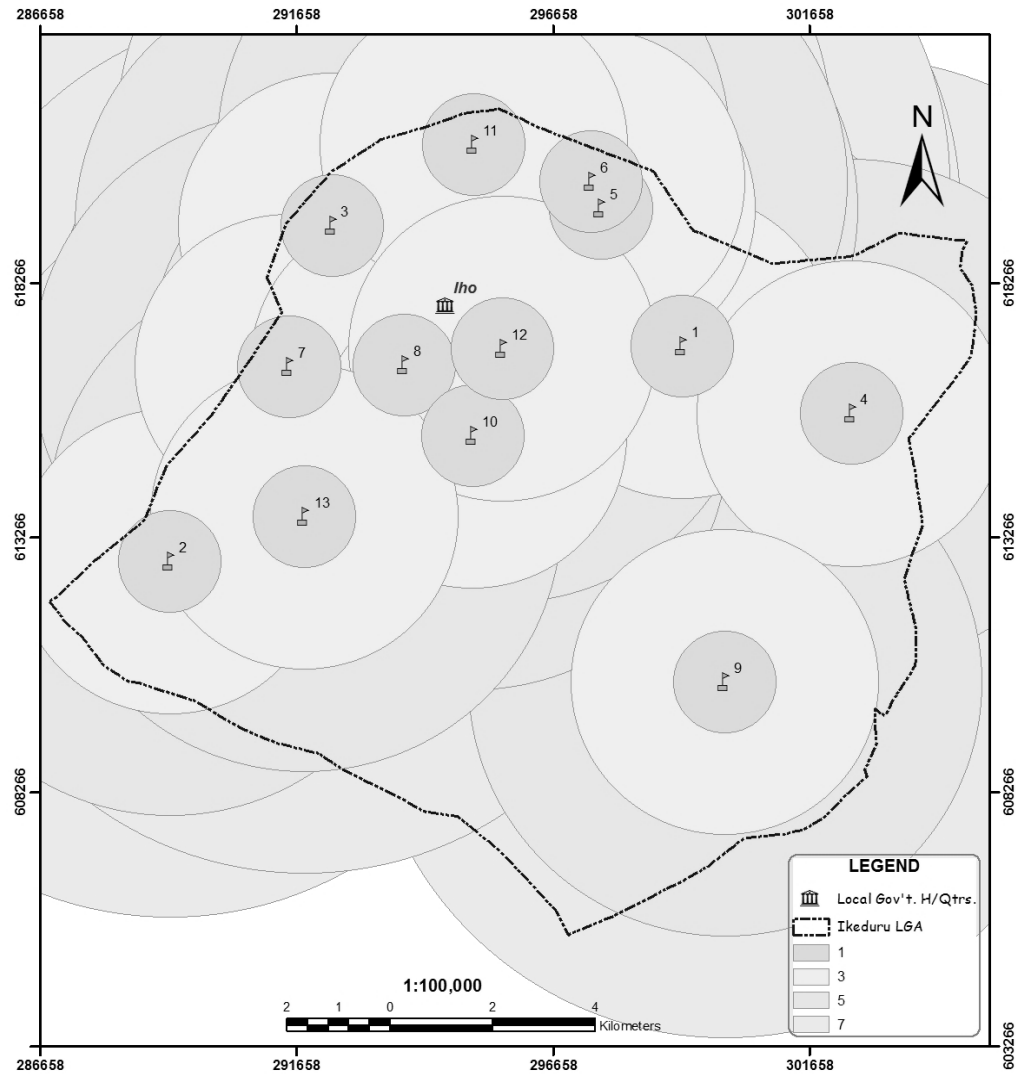 286658 291658 296658 301658
N
11
6
5
3
618266 618266
Iho
1
12
7
8
4
10
13
613266 613266
2
9
608266 608266
LEGEND
Local Gov't. H/Qtrs.
Ikeduru LGA
1
3
5
7
1:100,000
2 1 0 2 4
Kilometers
603266
286658 291658 296658 301658